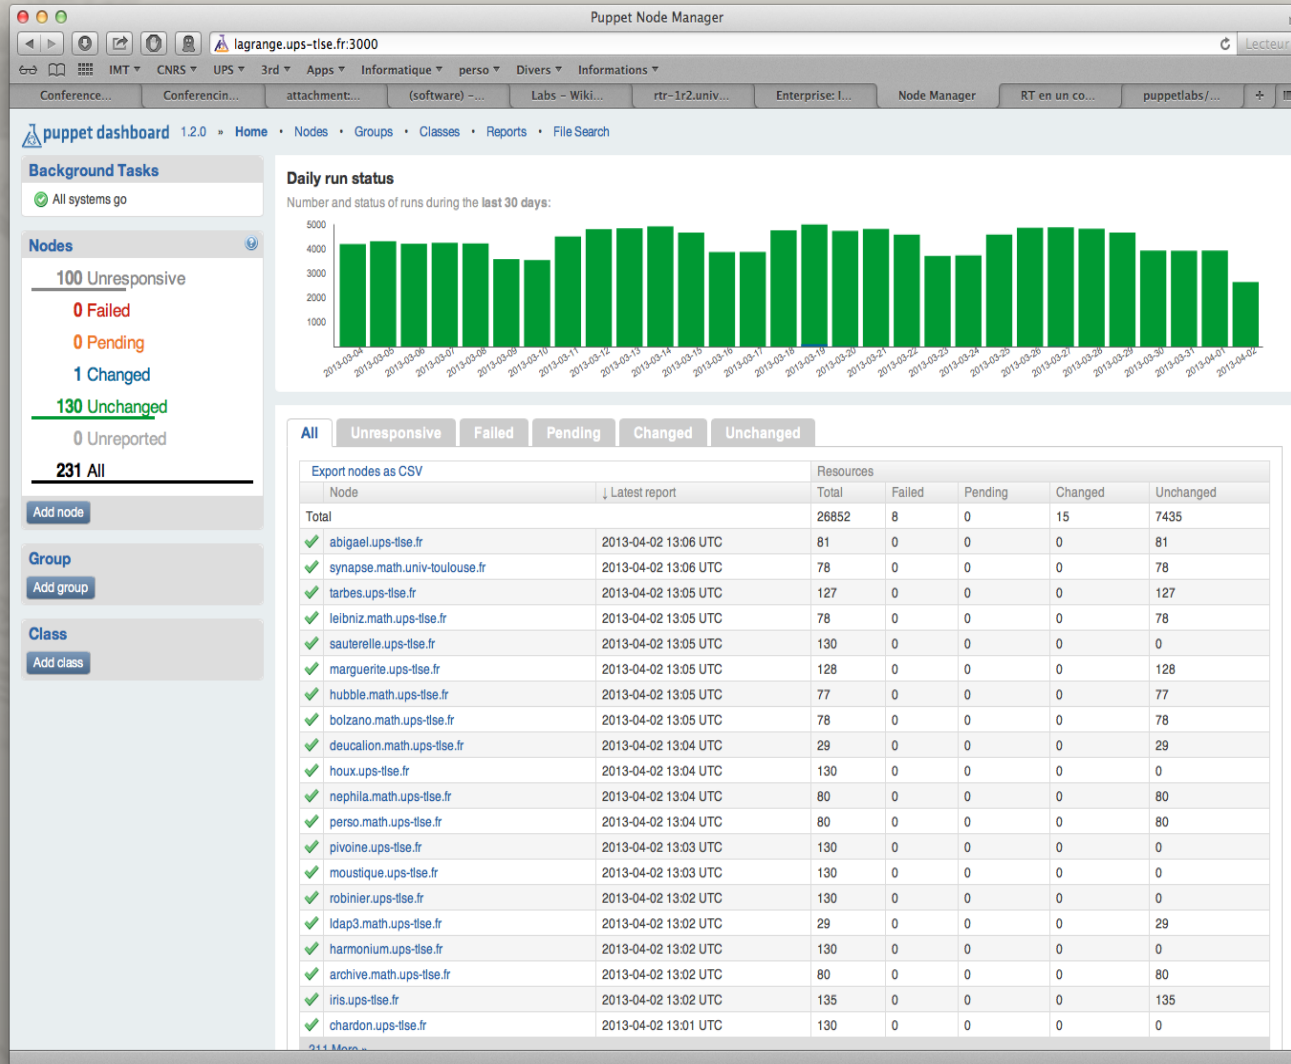 Puppet Node Manager
lagrange.ups-tlse.fr:3000
Lecteur
IMT CNRS UPS 3rd Apps Informatique perso Divers Informations
Conference... Conferencin... attachment:... (software) –... Labs – Wiki... rtr-1r2.univ... Enterprise: I... Node Manager RT en un co... puppetlabs/...
puppet dashboard 1.2.0 » Home • Nodes • Groups • Classes • Reports • File Search
Background Tasks
All systems go
Nodes
100 Unresponsive
0 Failed
0 Pending
1 Changed
130 Unchanged
0 Unreported
231 All
Add node
Group
Add group
Class
Add class
Daily run status
Number and status of runs during the last 30 days:
5000
4000
3000
2000
1000
2013-03-04 2013-03-05 2013-03-06 2013-03-07 2013-03-08 2013-03-09 2013-03-10 2013-03-11 2013-03-12 2013-03-13 2013-03-14 2013-03-15 2013-03-16 2013-03-17 2013-03-18 2013-03-19 2013-03-20 2013-03-21 2013-03-22 2013-03-23 2013-03-24 2013-03-25 2013-03-26 2013-03-27 2013-03-28 2013-03-29 2013-03-30 2013-03-31 2013-04-01 2013-04-02
All Unresponsive Failed Pending Changed Unchanged
Export nodes as CSV Resources
Node ↓ Latest report Total Failed Pending Changed Unchanged
Total 26852 8 0 15 7435
abigael.ups-tlse.fr 2013-04-02 13:06 UTC 81 0 0 0 81
synapse.math.univ-toulouse.fr 2013-04-02 13:06 UTC 78 0 0 0 78
tarbes.ups-tlse.fr 2013-04-02 13:05 UTC 127 0 0 0 127
leibniz.math.ups-tlse.fr 2013-04-02 13:05 UTC 78 0 0 0 78
sauterelle.ups-tlse.fr 2013-04-02 13:05 UTC 130 0 0 0 0
marguerite.ups-tlse.fr 2013-04-02 13:05 UTC 128 0 0 0 128
hubble.math.ups-tlse.fr 2013-04-02 13:05 UTC 77 0 0 0 77
bolzano.math.ups-tlse.fr 2013-04-02 13:05 UTC 78 0 0 0 78
deucalion.math.ups-tlse.fr 2013-04-02 13:04 UTC 29 0 0 0 29
houx.ups-tlse.fr 2013-04-02 13:04 UTC 130 0 0 0 0
nephila.math.ups-tlse.fr 2013-04-02 13:04 UTC 80 0 0 0 80
perso.math.ups-tlse.fr 2013-04-02 13:04 UTC 80 0 0 0 80
pivoine.ups-tlse.fr 2013-04-02 13:03 UTC 130 0 0 0 0
moustique.ups-tlse.fr 2013-04-02 13:03 UTC 130 0 0 0 0
robinier.ups-tlse.fr 2013-04-02 13:02 UTC 130 0 0 0 0
ldap3.math.ups-tlse.fr 2013-04-02 13:02 UTC 29 0 0 0 29
harmonium.ups-tlse.fr 2013-04-02 13:02 UTC 130 0 0 0 0
archive.math.ups-tlse.fr 2013-04-02 13:02 UTC 80 0 0 0 80
iris.ups-tlse.fr 2013-04-02 13:02 UTC 135 0 0 0 135
chardon.ups-tlse.fr 2013-04-02 13:01 UTC 130 0 0 0 0
211 More »